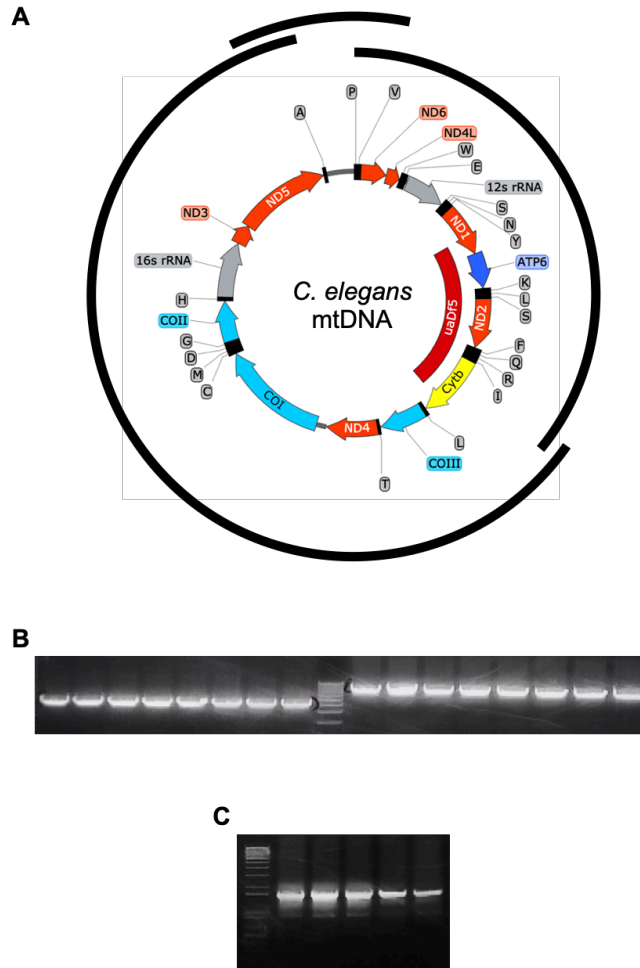 A
P
V
ND6
ND4L
W
E
12s rRNA
S
N
Y
ND1
ATP6
K
L
S
ND2
F
Q
R
I
Cytb
L
COIII
T
ND4
COI
C
M
D
G
COII
H
16s rRNA
ND3
ND5
A
uaDf5
C. elegans
mtDNA
B
C